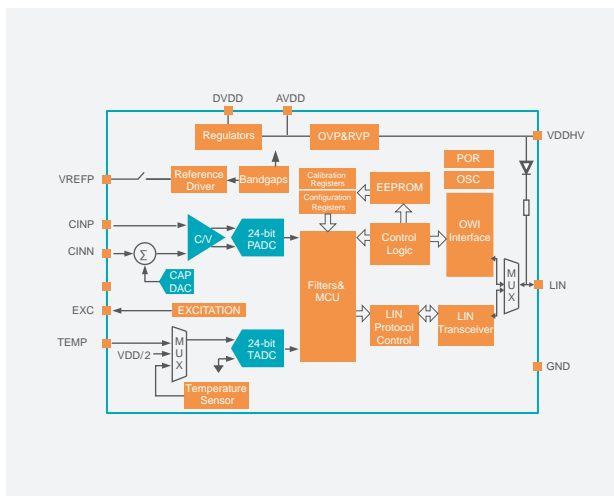 DVDD
AVDD
Regulators
OVP&RVP
VDDHV
POR
OSC
VREFP
Reference
Driver
Bandgaps
Calibration
Registers
Configuration
Registers
EEPROM
CINP
CINN
C/V
24-bit
PADC
Σ
CAP
DAC
Control
Logic
OWI
Interface
Filters&
MCU
M
U
X
LIN
EXC
EXCITATION
LIN
Protocol
Control
LIN
Transceiver
TEMP
VDD/2
M
U
X
24-bit
TADC
GND
Temperature
Sensor